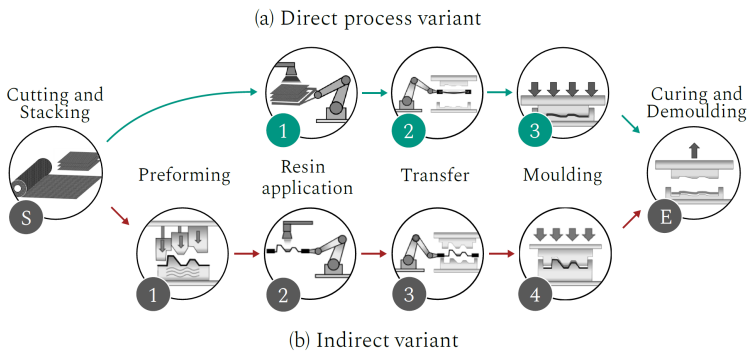 (a) Direct process variant
Cutting and
Stacking
S
1
2
3
Curing and
Demoulding
E
Preforming
Resin
application
Transfer
Moulding
1
2
3
4
(b) Indirect variant